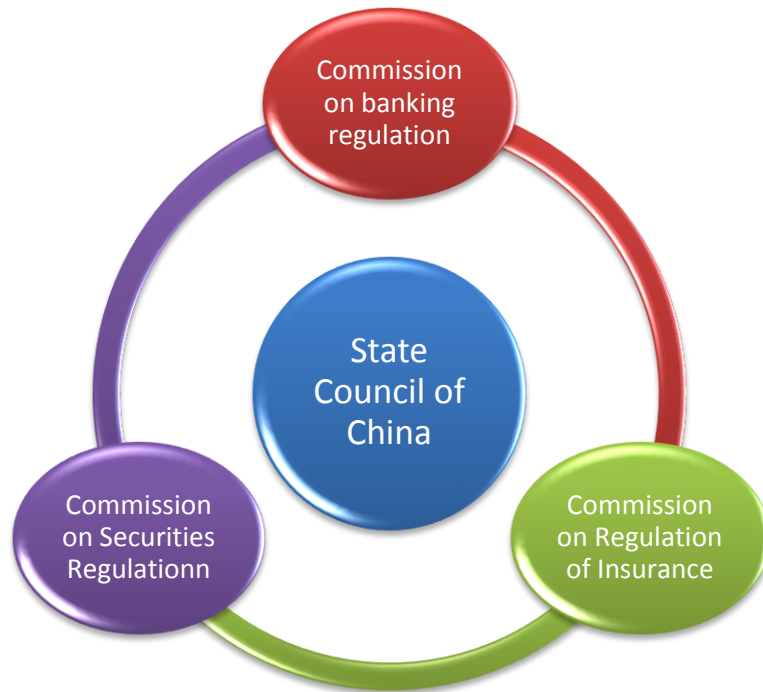 Commission
on banking
regulation
State
Council of
China
Commission
on Securities
Regulationn
Commission
on Regulation
of Insurance